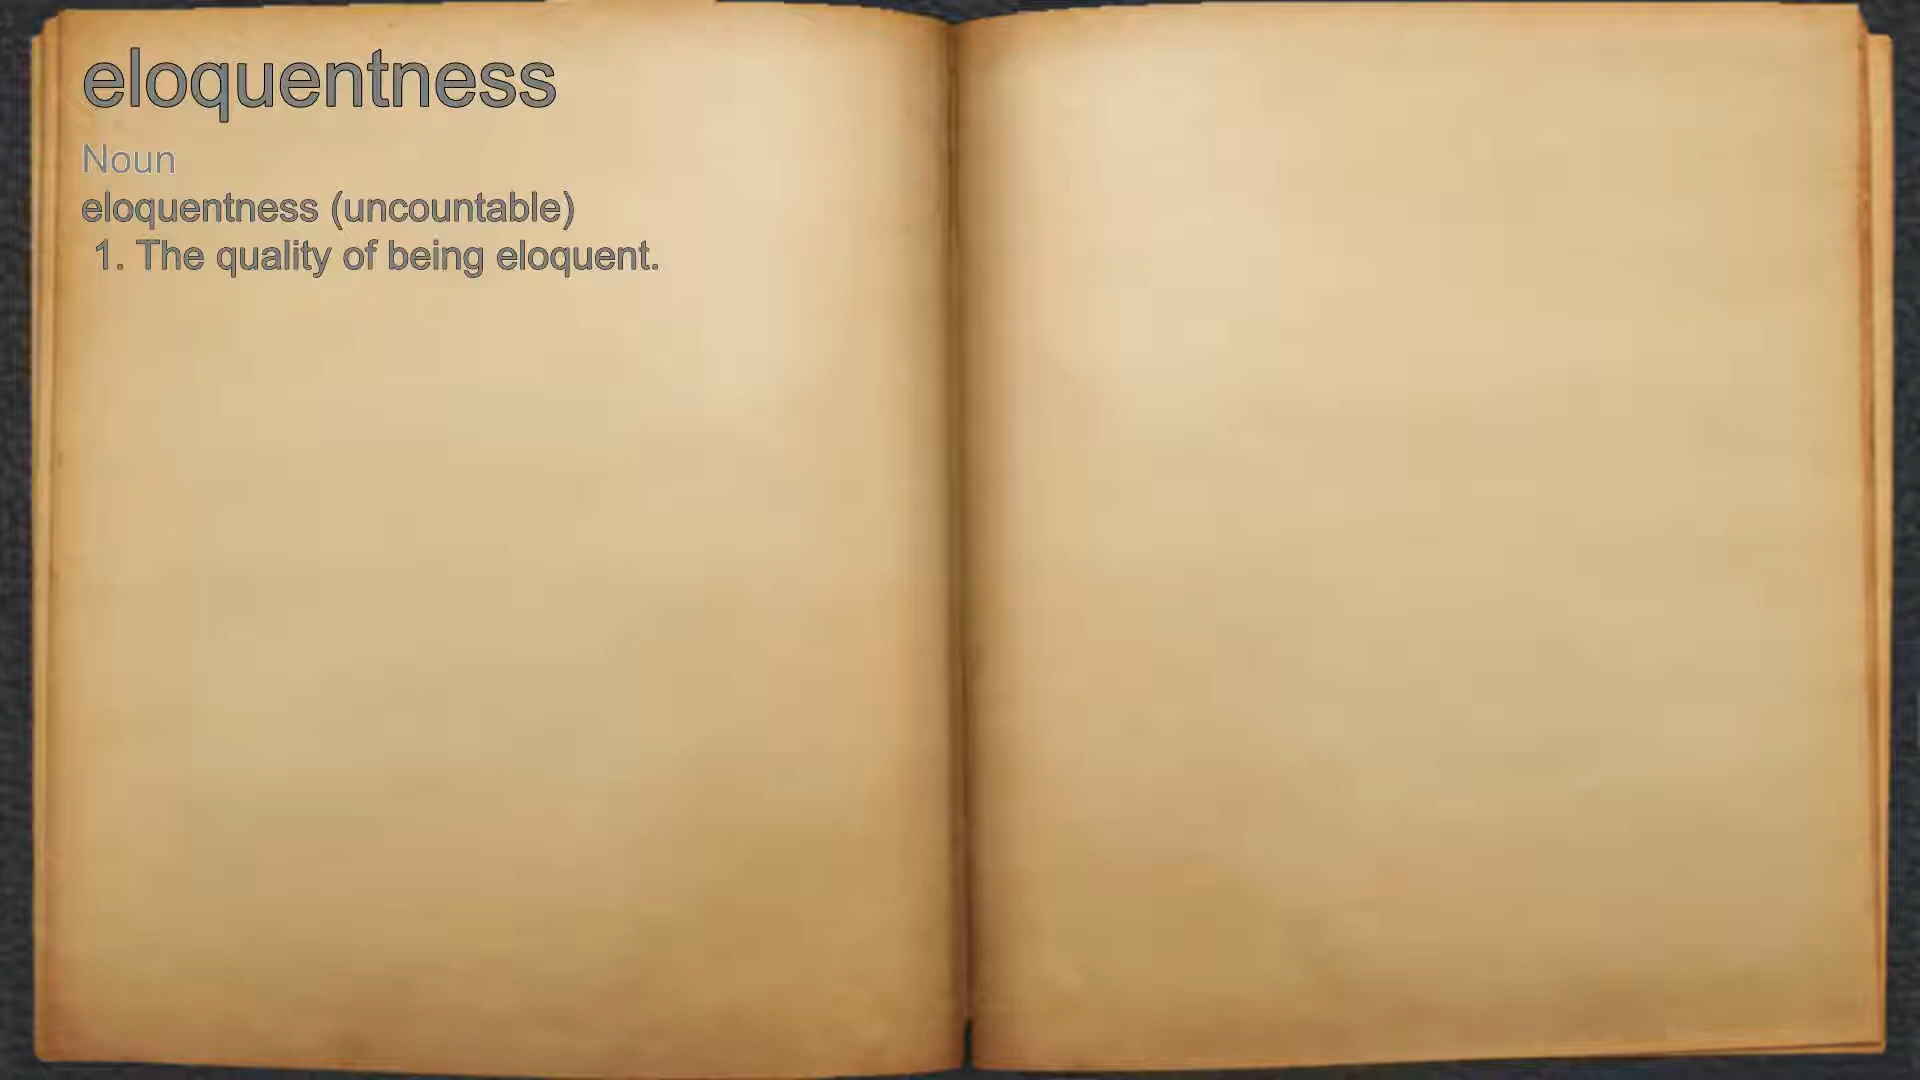 eloquentness
Noun
eloquentness (uncountable)
1. The quality of being eloquent.